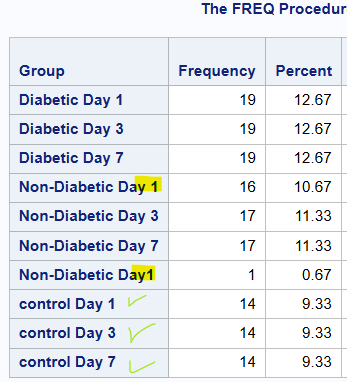 The FREQ Procedur
Group Frequency Percent
Diabetic Day 1 19 12.67
Diabetic Day 3 19 12.67
Diabetic Day 7 19 12.67
Non-Diabetic Day 1 16 10.67
Non-Diabetic Day 3 17 11.33
Non-Diabetic Day 7 17 11.33
Non-Diabetic Day1 1 0.67
control Day 1 14 9.33
control Day 3 14 9.33
control Day 7 14 9.33